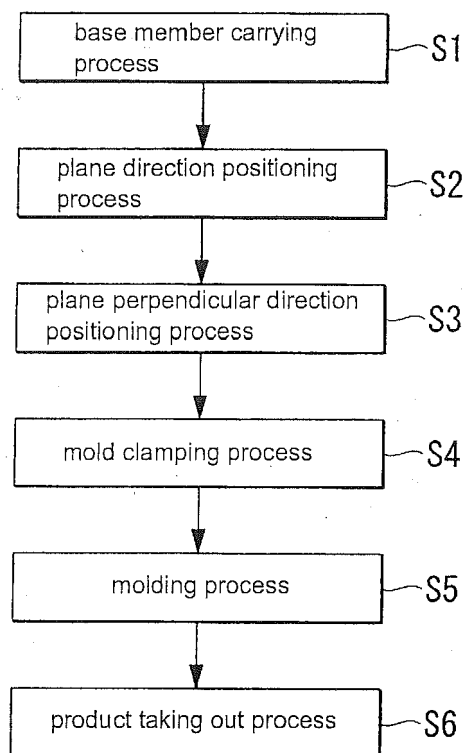 base member carrying
process
S1
plane direction positioning
process
S2
plane perpendicular direction
positioning process
S3
mold clamping process
S4
molding process
S5
product taking out process
S6